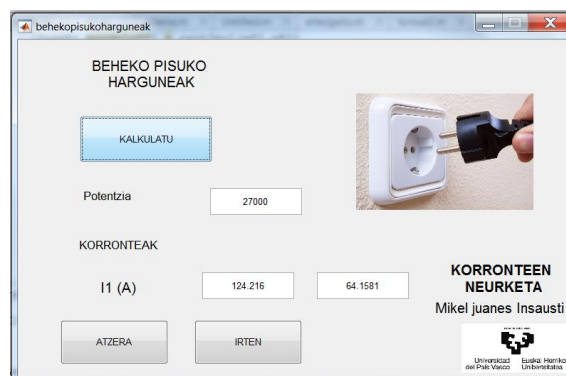 behekopisukoharguneak
BEHEKO PISUKO
HARGUNEAK
KALKULATU
Potentzia
27000
KORRONTEAK
I1 (A)
124.216
64.1581
KORRONTEEN
NEURKETA
Mikel juanes Insausti
ATZERA
IRTEN
Universidad
del País Vasco
Euskal Herriko
Unibertsitatea